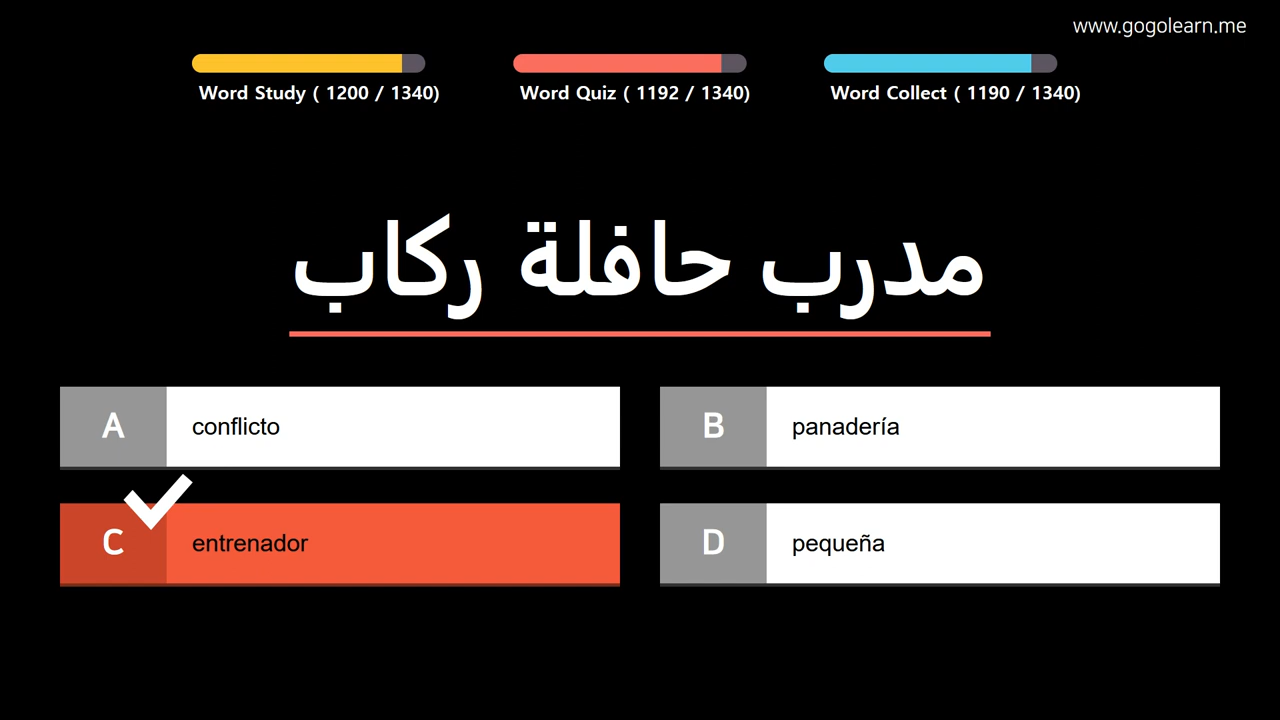 www.gogolearn.me
Word Study ( 1200 / 1340)
Word Quiz ( 1192 / 1340)
Word Collect ( 1190 / 1340)
مدرب حافلة ركاب
A conflicto
B panadería
C entrenador
D pequeña